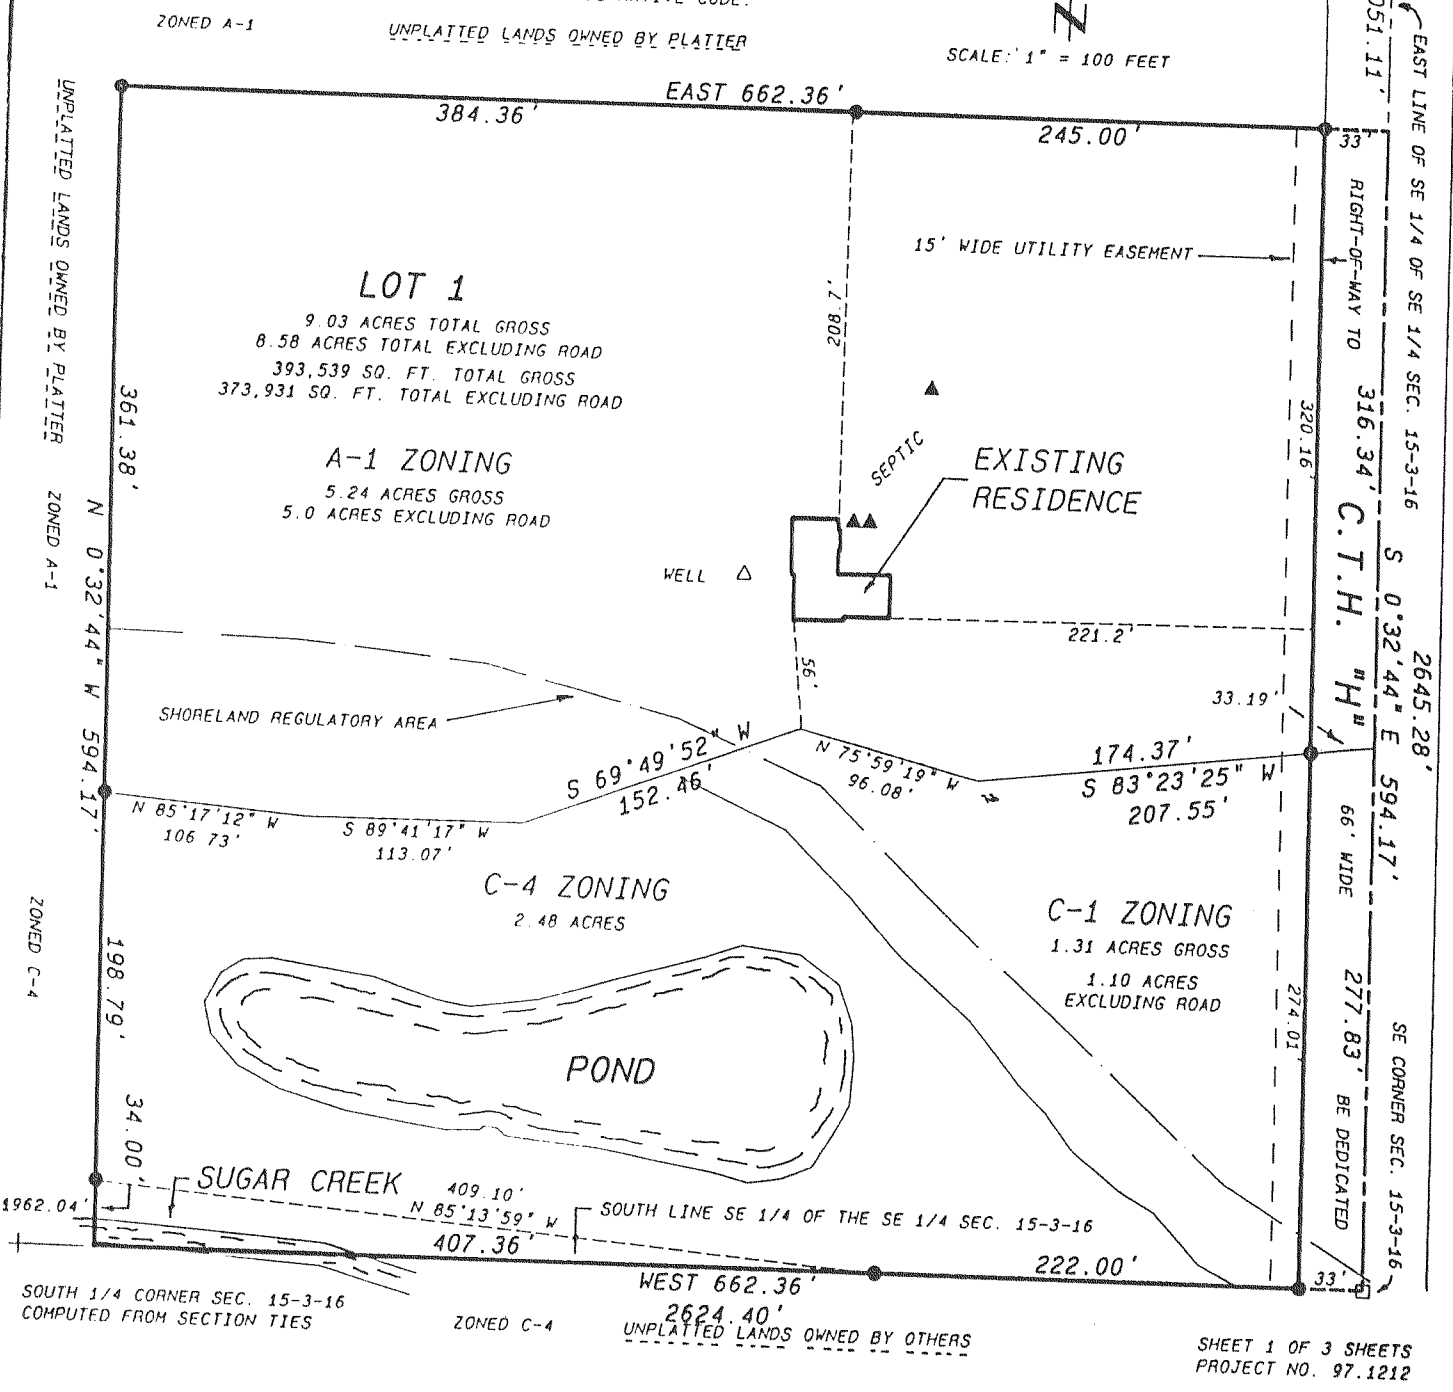 ZONED A-1
UNPLATTED LANDS OWNED BY PLATTER
N
SCALE: 1" = 100 FEET
051.11'
EAST LINE OF SE 1/4 OF SE 1/4 SEC. 15-3-16
EAST 662.36'
384.36'
245.00'
33'
UNPLATTED LANDS OWNED BY PLATTER
ZONED A-1
15' WIDE UTILITY EASEMENT
RIGHT-OF-WAY TO
LOT 1
9.03 ACRES TOTAL GROSS
8.58 ACRES TOTAL EXCLUDING ROAD
393,539 SQ. FT. TOTAL GROSS
373,931 SQ. FT. TOTAL EXCLUDING ROAD
208.7'
361.38'
320.16'
316.34'
A-1 ZONING
5.24 ACRES GROSS
5.0 ACRES EXCLUDING ROAD
SEPTIC
EXISTING
RESIDENCE
WELL
C.T.H. "H"
N 0°32'44" W 594.17'
S 0°32'44" E 594.17'
2645.28'
221.2'
56'
SHORELAND REGULATORY AREA
33.19'
S 69°49'52" W
152.46'
N 75°59'19" W
96.08'
174.37'
S 83°23'25" W
207.55'
N 85°17'12" W
106.73'
S 89°41'17" W
113.07'
66' WIDE
C-4 ZONING
2.48 ACRES
C-1 ZONING
1.31 ACRES GROSS
1.10 ACRES
EXCLUDING ROAD
ZONED C-4
198.79'
274.01'
277.83'
BE DEDICATED
SE CORNER SEC. 15-3-16
POND
34.00'
SUGAR CREEK
409.10'
N 85°13'59" W
SOUTH LINE SE 1/4 OF THE SE 1/4 SEC. 15-3-16
1962.04'
407.36'
222.00'
33'
WEST 662.36'
2624.40'
SOUTH 1/4 CORNER SEC. 15-3-16
COMPUTED FROM SECTION TIES
ZONED C-4
UNPLATTED LANDS OWNED BY OTHERS
SHEET 1 OF 3 SHEETS
PROJECT NO. 97.1212